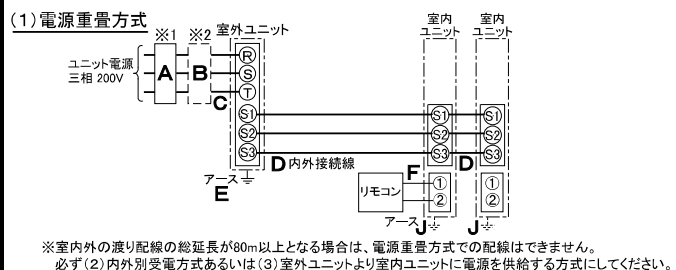 (1)電源重畳方式
※1 ※2 室外ユニット
室内
ユニット
室内
ユニット
ユニット電源
三相 200V
A
B
C
R
S
T
S1
S2
S3
S1
S2
S3
S1
S2
S3
D 内外接続線
D
アース
E
F
リモコン
①
②
①
②
アース J
J
※室内外の渡り配線の総延長が80m以上となる場合は、電源重畳方式での配線はできません。
必ず(2)内外別受電方式あるいは(3)室外ユニットより室内ユニットに電源を供給する方式にしてください。